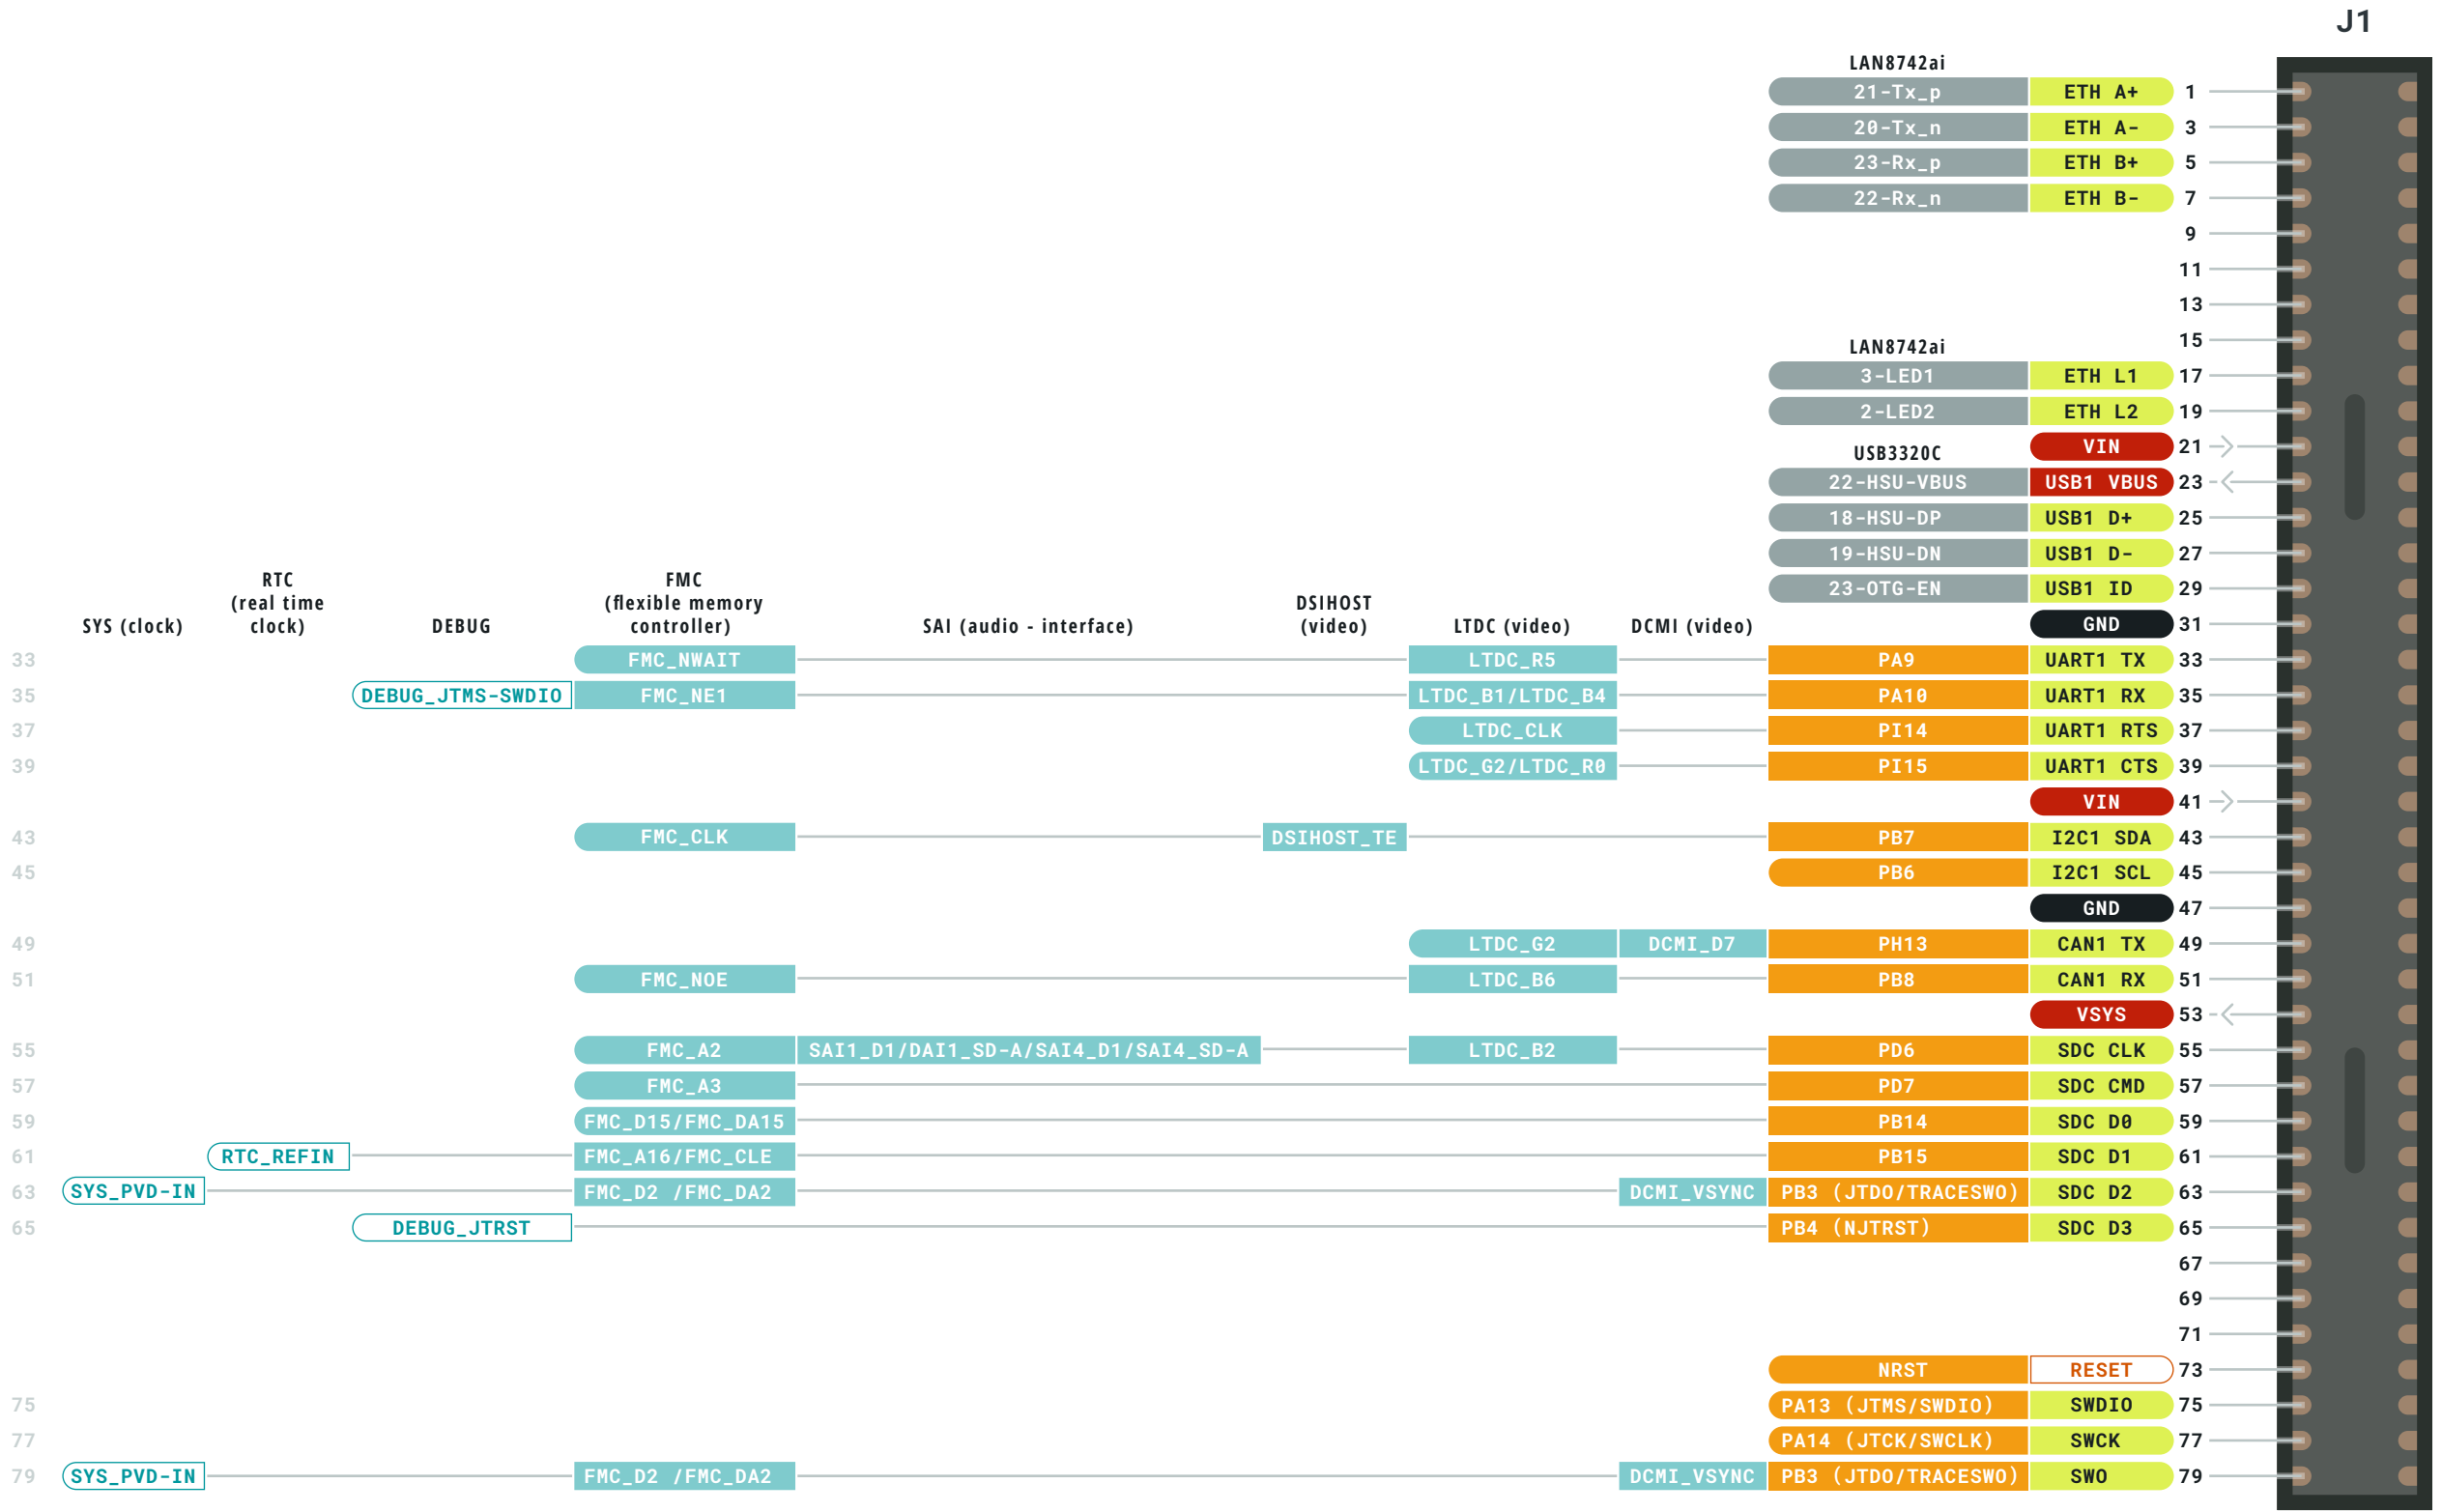 J1
LAN8742ai
21-Tx_p ETH A+ 1
20-Tx_n ETH A- 3
23-Rx_p ETH B+ 5
22-Rx_n ETH B- 7
9
11
13
15
LAN8742ai
3-LED1 ETH L1 17
2-LED2 ETH L2 19
VIN 21
USB3320C
22-HSU-VBUS USB1 VBUS 23
18-HSU-DP USB1 D+ 25
19-HSU-DN USB1 D- 27
23-OTG-EN USB1 ID 29
RTC FMC
(real time (flexible memory DSIHOST
SYS (clock) clock) DEBUG controller) SAI (audio - interface) (video) LTDC (video) DCMI (video) GND 31
33 FMC_NWAIT LTDC_R5 PA9 UART1 TX 33
35 DEBUG_JTMS-SWDIO FMC_NE1 LTDC_B1/LTDC_B4 PA10 UART1 RX 35
37 LTDC_CLK PI14 UART1 RTS 37
39 LTDC_G2/LTDC_R0 PI15 UART1 CTS 39
VIN 41
43 FMC_CLK DSIHOST_TE PB7 I2C1 SDA 43
45 PB6 I2C1 SCL 45
GND 47
49 LTDC_G2 DCMI_D7 PH13 CAN1 TX 49
51 FMC_NOE LTDC_B6 PB8 CAN1 RX 51
VSYS 53
55 FMC_A2 SAI1_D1/DAI1_SD-A/SAI4_D1/SAI4_SD-A LTDC_B2 PD6 SDC CLK 55
57 FMC_A3 PD7 SDC CMD 57
59 FMC_D15/FMC_DA15 PB14 SDC D0 59
61 RTC_REFIN FMC_A16/FMC_CLE PB15 SDC D1 61
63 SYS_PVD-IN FMC_D2 /FMC_DA2 DCMI_VSYNC PB3 (JTDO/TRACESWO) SDC D2 63
65 DEBUG_JTRST PB4 (NJTRST) SDC D3 65
67
69
71
NRST RESET 73
75 PA13 (JTMS/SWDIO) SWDIO 75
77 PA14 (JTCK/SWCLK) SWCK 77
79 SYS_PVD-IN FMC_D2 /FMC_DA2 DCMI_VSYNC PB3 (JTDO/TRACESWO) SWO 79